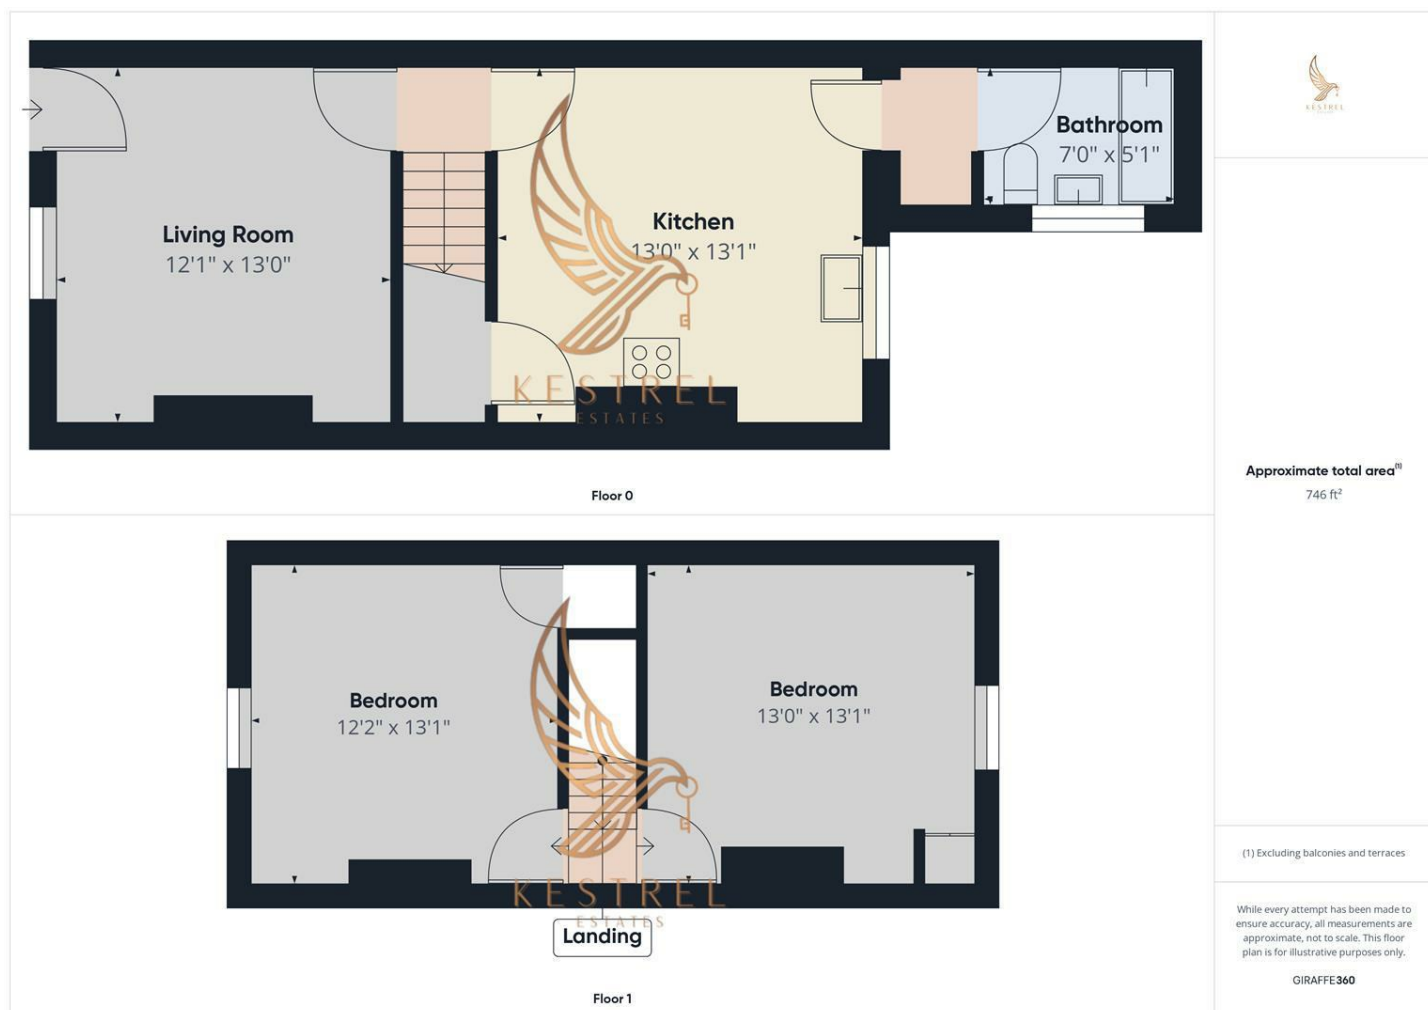 KESTREL
Bathroom
7'0" x 5'1"
Living Room
12'1" x 13'0"
Kitchen
13'0" x 13'1"
KESTREL
ESTATES
Floor 0
Approximate total area(1)
746 ft²
Bedroom
12'2" x 13'1"
Bedroom
13'0" x 13'1"
KESTREL
ESTATES
Landing
Floor 1
(1) Excluding balconies and terraces
While every attempt has been made to
ensure accuracy, all measurements are
approximate, not to scale. This floor
plan is for illustrative purposes only.
GIRAFFE360